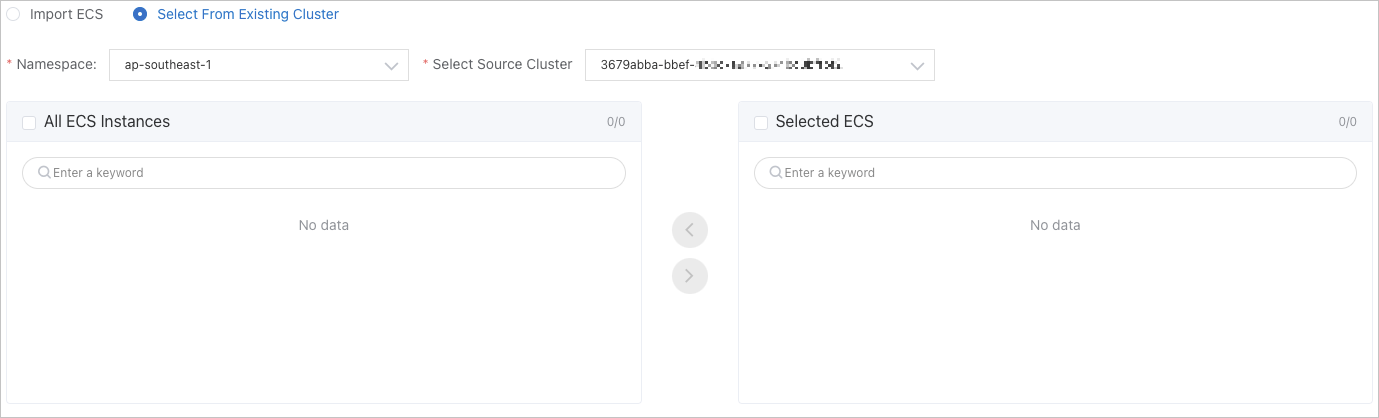 Import ECS Select From Existing Cluster
* Namespace: ap-southeast-1 * Select Source Cluster 3679abba-bbef-
All ECS Instances 0/0 Selected ECS 0/0
Enter a keyword Enter a keyword
No data No data